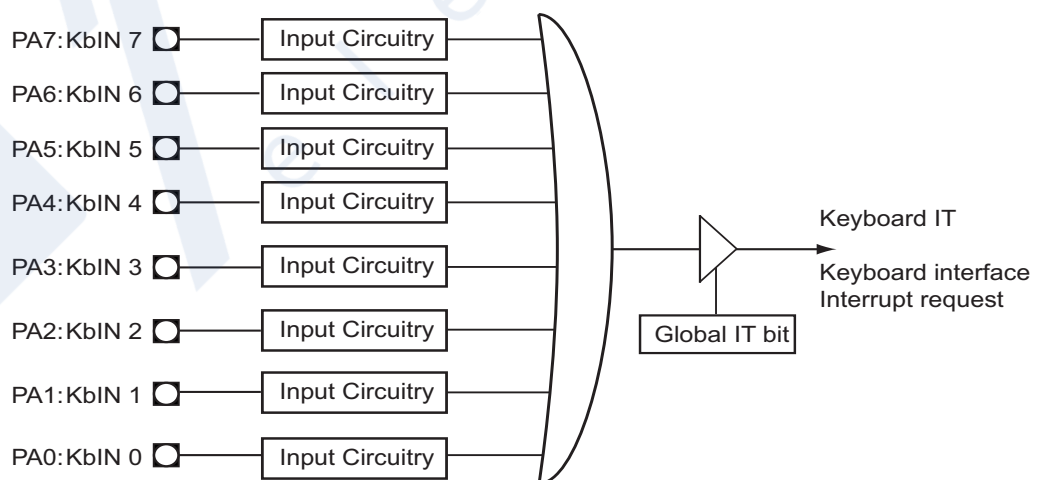 PA7:KbIN 7 Input Circuitry
PA6:KbIN 6 Input Circuitry
PA5:KbIN 5 Input Circuitry
PA4:KbIN 4 Input Circuitry
PA3:KbIN 3 Input Circuitry
PA2:KbIN 2 Input Circuitry
PA1:KbIN 1 Input Circuitry
PA0:KbIN 0 Input Circuitry
Keyboard IT
Keyboard interface
Interrupt request
Global IT bit